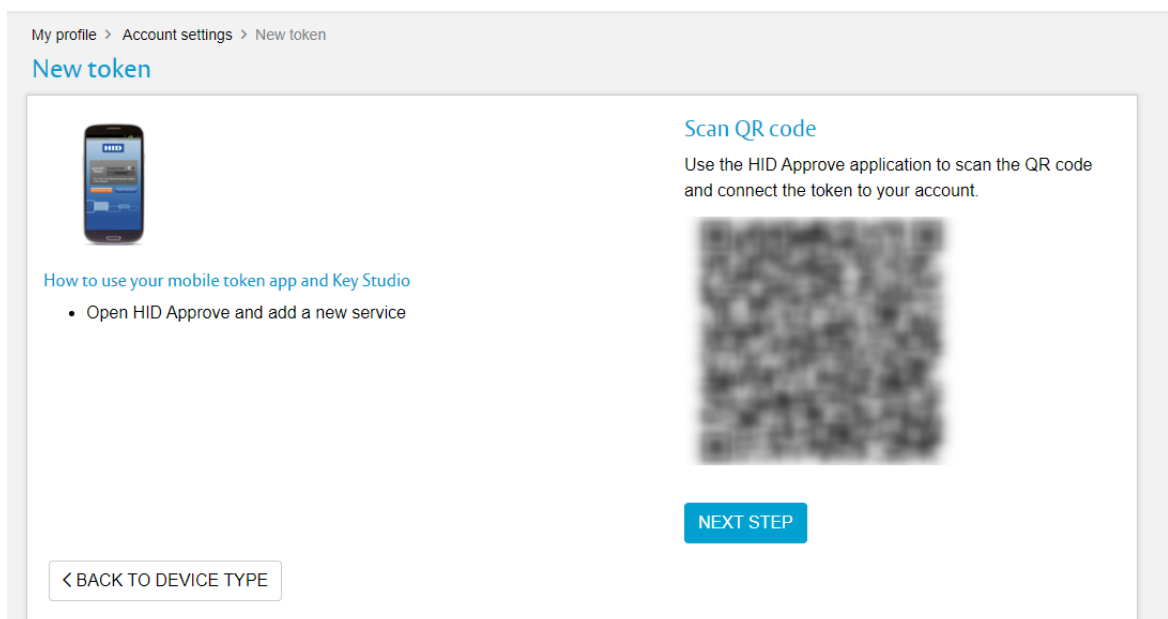 My profile > Account settings > New token
New token
HID
How to use your mobile token app and Key Studio
• Open HID Approve and add a new service
Scan QR code
Use the HID Approve application to scan the QR code
and connect the token to your account.
NEXT STEP
< BACK TO DEVICE TYPE